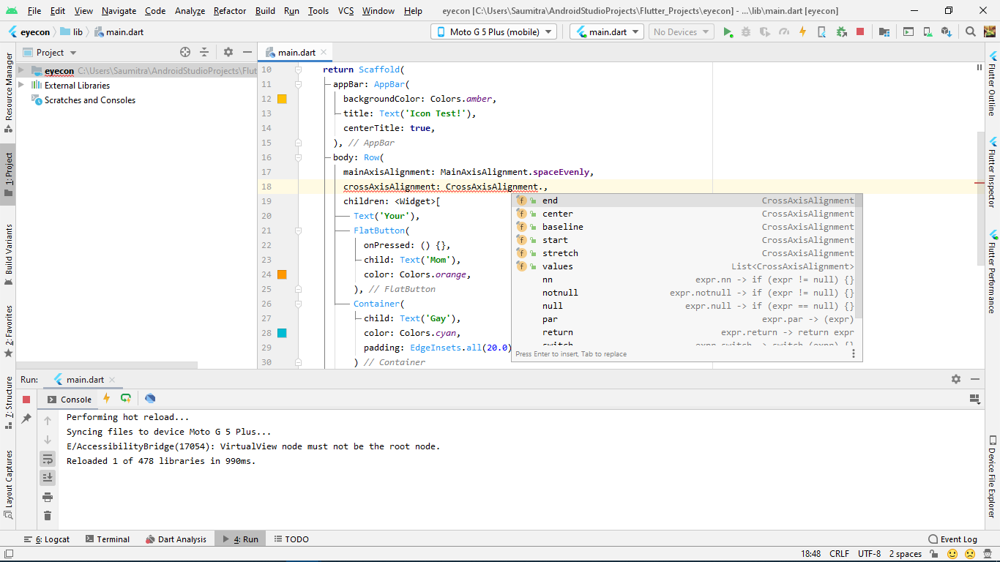 File Edit View Navigate Code Analyze Refactor Build Run Tools VCS Window Help eyecon [C:\Users\Saumitra\AndroidStudioProjects\Flutter_Projects\eyecon] - ...\lib\main.dart [eyecon]
eyecon lib main.dart Moto G 5 Plus (mobile) main.dart No Devices
Project main.dart
eyecon C:\Users\Saumitra\AndroidStudioProjects\Flut
External Libraries
Scratches and Consoles
Resource Manager
1: Project
Build Variants
2: Favorites
7: Structure
Layout Captures
10 return Scaffold(
11 appBar: AppBar(
12 backgroundColor: Colors.amber,
13 title: Text('Icon Test!'),
14 centerTitle: true,
15 ), // AppBar
16 body: Row(
17 mainAxisAlignment: MainAxisAlignment.spaceEvenly,
18 crossAxisAlignment: CrossAxisAlignment.,
19 children: <Widget>[
20 Text('Your'),
21 FlatButton(
22 onPressed: () {},
23 child: Text('Mom'),
24 color: Colors.orange,
25 ), // FlatButton
26 Container(
27 child: Text('Gay'),
28 color: Colors.cyan,
29 padding: EdgeInsets.all(20.0)
30 ) // Container
end CrossAxisAlignment
center CrossAxisAlignment
baseline CrossAxisAlignment
start CrossAxisAlignment
stretch CrossAxisAlignment
values List<CrossAxisAlignment>
nn expr.nn -> if (expr != null) {}
notnull expr.notnull -> if (expr != null) {}
null expr.null -> if (expr == null) {}
par expr.par -> (expr)
return expr.return -> return expr
switch expr.switch -> switch (expr) {}
Press Enter to insert, Tab to replace
Flutter Outline
Flutter Inspector
Flutter Performance
Device File Explorer
Run: main.dart
Console
Performing hot reload...
Syncing files to device Moto G 5 Plus...
E/AccessibilityBridge(17054): VirtualView node must not be the root node.
Reloaded 1 of 478 libraries in 990ms.
6: Logcat Terminal Dart Analysis 4: Run TODO Event Log
18:48 CRLF UTF-8 2 spaces